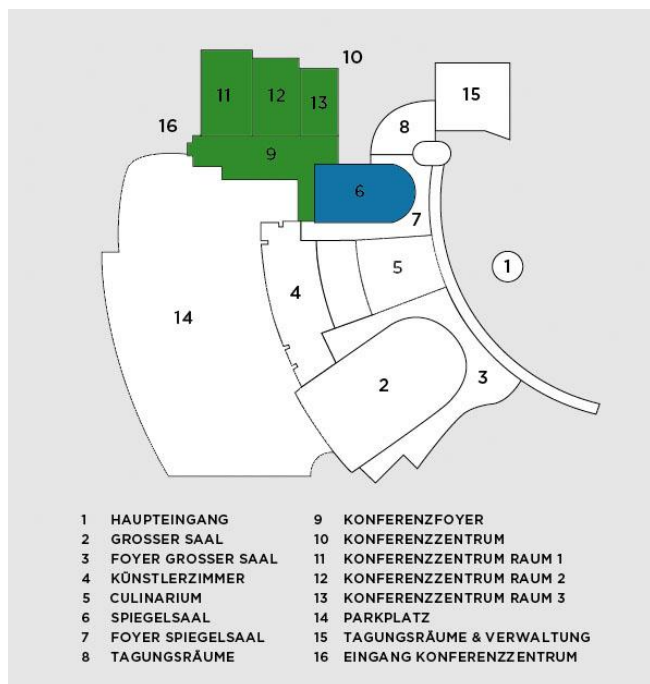 10
15
11
12
13
8
16
9
6
7
1
5
4
14
3
2
1 HAUPTEINGANG
2 GROSSER SAAL
3 FOYER GROSSER SAAL
4 KÜNSTLERZIMMER
5 CULINARIUM
6 SPIEGELSAAL
7 FOYER SPIEGELSAAL
8 TAGUNGSRÄUME
9 KONFERENZFOYER
10 KONFERENZZENTRUM
11 KONFERENZZENTRUM RAUM 1
12 KONFERENZZENTRUM RAUM 2
13 KONFERENZZENTRUM RAUM 3
14 PARKPLATZ
15 TAGUNGSRÄUME & VERWALTUNG
16 EINGANG KONFERENZZENTRUM